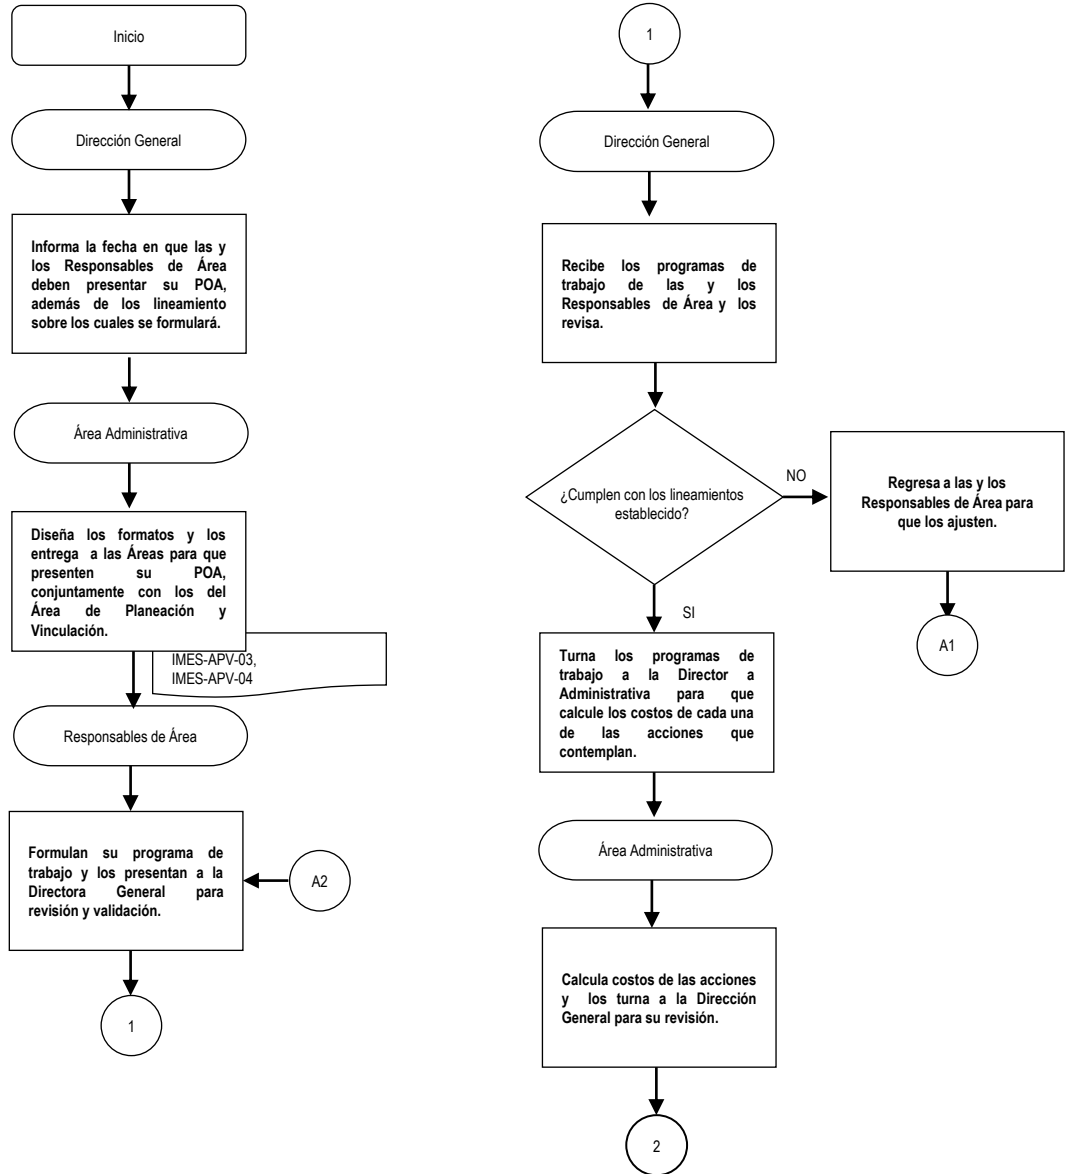 Inicio
Dirección General
Informa la fecha en que las y
los Responsables de Área
deben presentar su POA,
además de los lineamiento
sobre los cuales se formulará.
Área Administrativa
Diseña los formatos y los
entrega a las Áreas para que
presenten su POA,
conjuntamente con los del
Área de Planeación y
Vinculación.
IMES-APV-03,
IMES-APV-04
Responsables de Área
Formulan su programa de
trabajo y los presentan a la
Directora General para
revisión y validación.
A2
1
1
Dirección General
Recibe los programas de
trabajo de las y los
Responsables de Área y los
revisa.
¿Cumplen con los lineamientos
establecido?
NO
Regresa a las y los
Responsables de Área para
que los ajusten.
A1
SI
Turna los programas de
trabajo a la Director a
Administrativa para que
calcule los costos de cada una
de las acciones que
contemplan.
Área Administrativa
Calcula costos de las acciones
y los turna a la Dirección
General para su revisión.
2